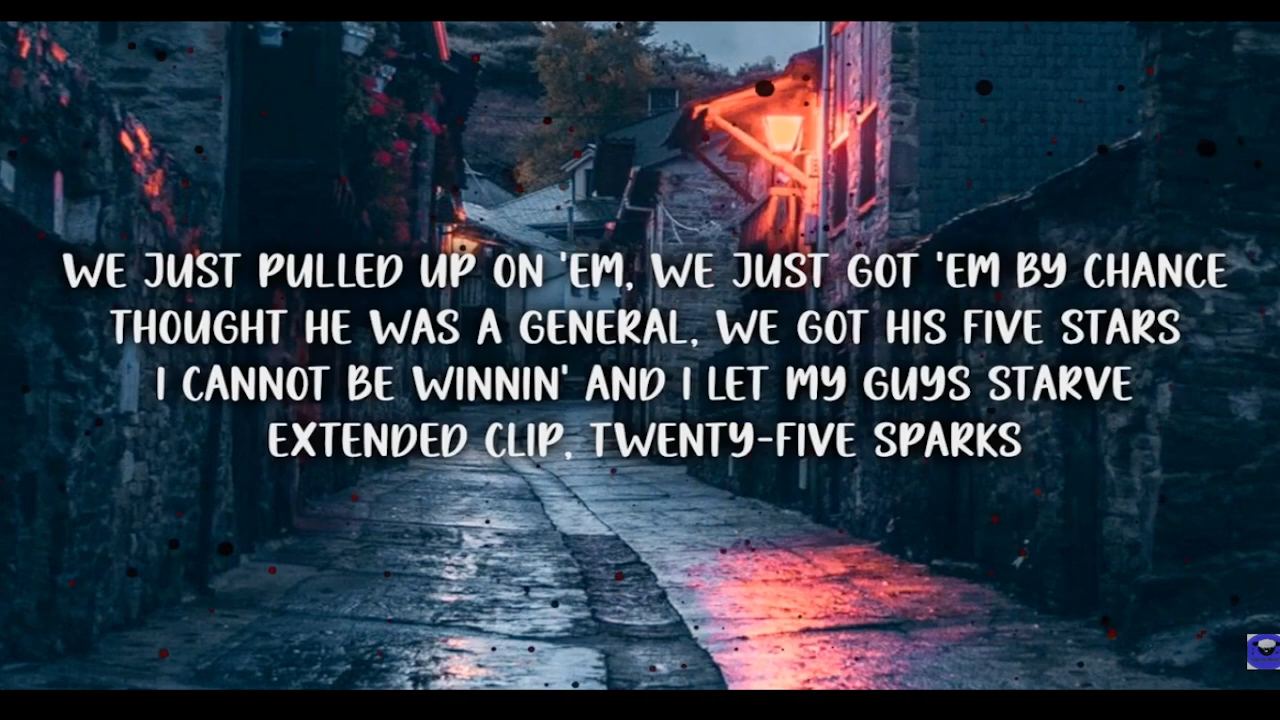 WE JUST PULLED UP ON 'EM, WE JUST GOT 'EM BY CHANCE
THOUGHT HE WAS A GENERAL, WE GOT HIS FIVE STARS
I CANNOT BE WINNIN' AND I LET MY GUYS STARVE
EXTENDED CLIP, TWENTY-FIVE SPARKS